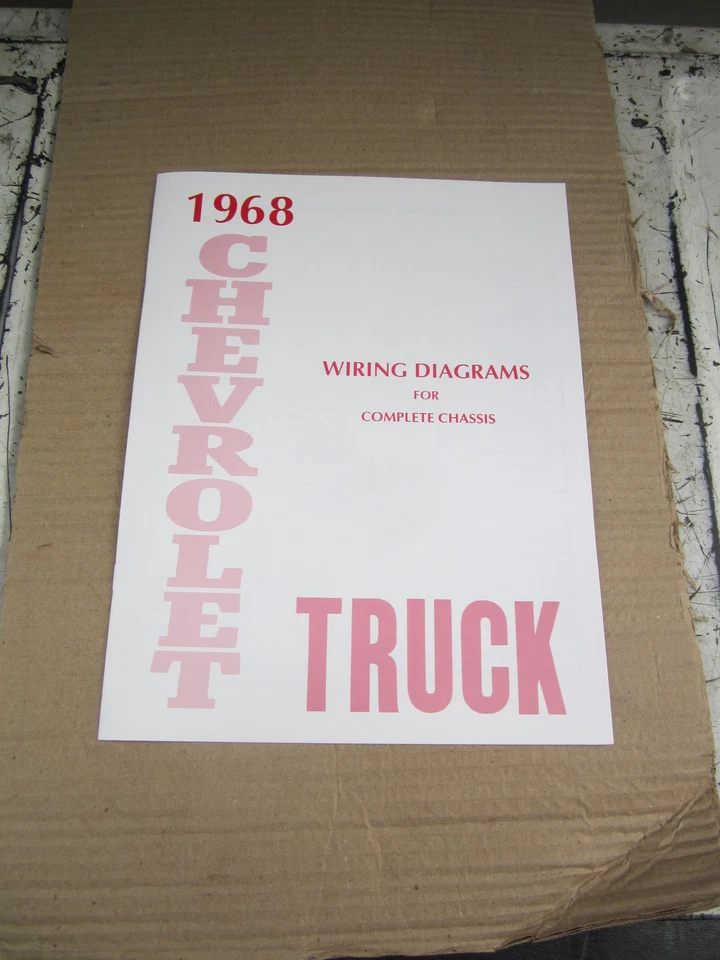 1968
CHEVROLET
WIRING DIAGRAMS
FOR
COMPLETE CHASSIS
TRUCK